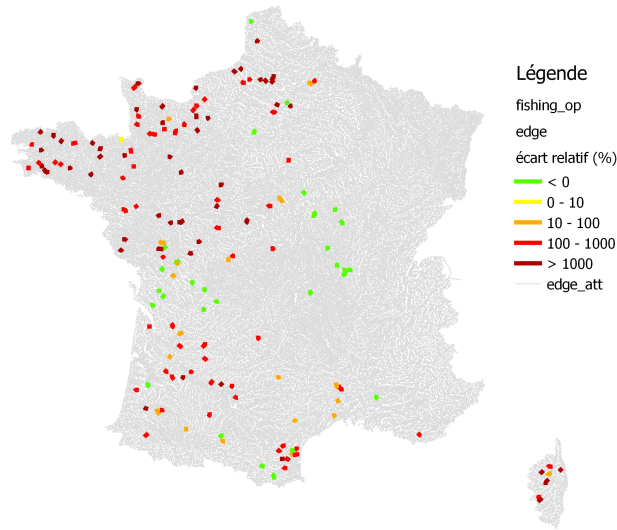 Légende
fishing_op
edge
écart relatif (%)
< 0
0 - 10
10 - 100
100 - 1000
> 1000
edge_att